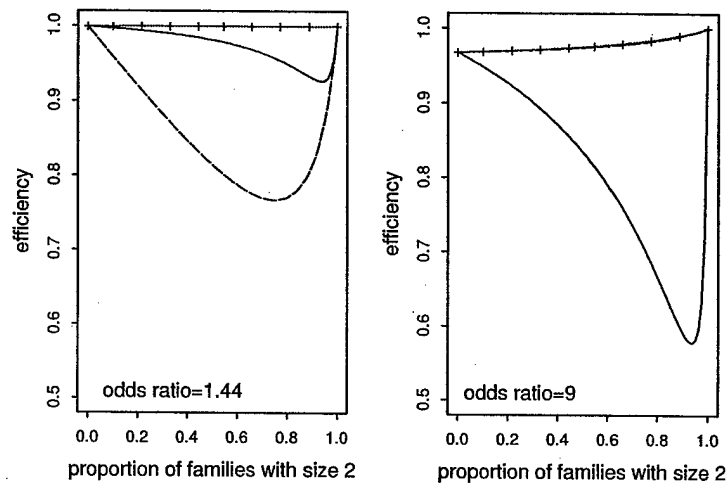 efficiency
1.0
0.9
0.8
0.7
0.6
0.5
odds ratio=1.44
0.0 0.2 0.4 0.6 0.8 1.0
proportion of families with size 2
efficiency
1.0
0.9
0.8
0.7
0.6
0.5
odds ratio=9
0.0 0.2 0.4 0.6 0.8 1.0
proportion of families with size 2